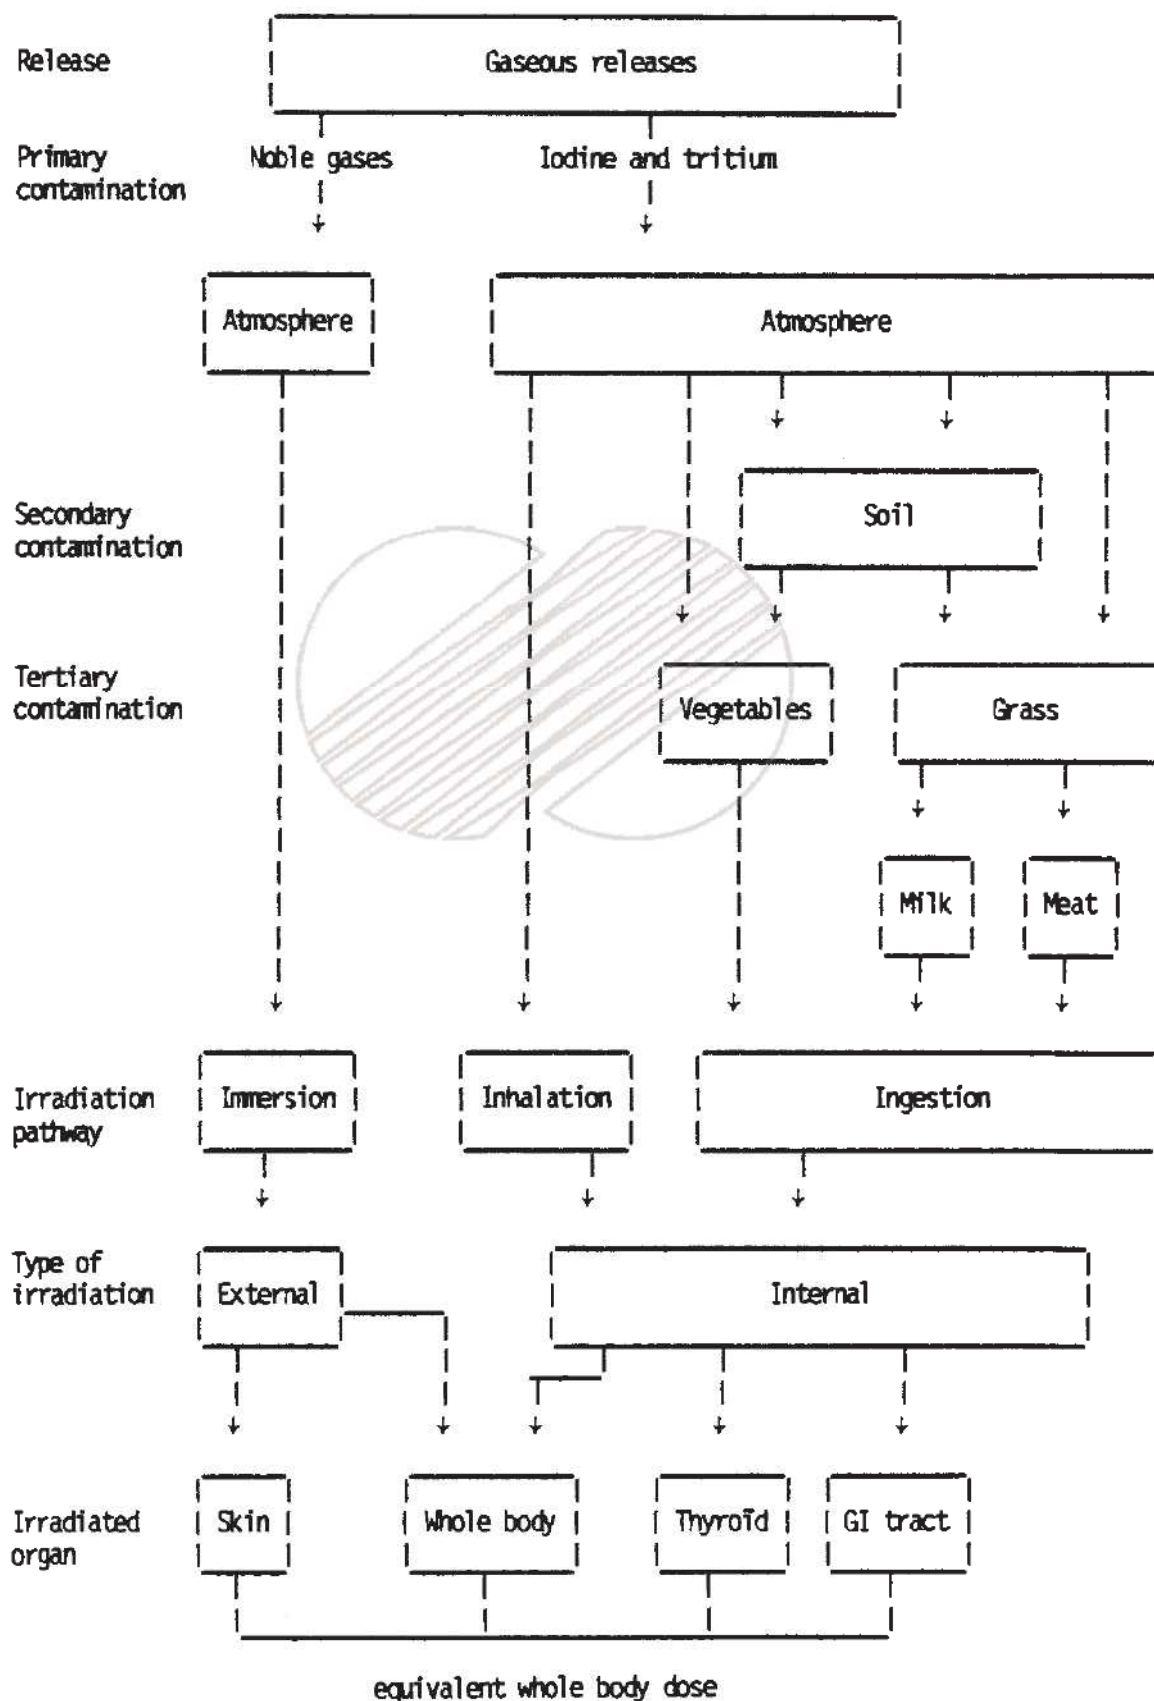 Release
Gaseous releases
Primary
contamination
Noble gases
Iodine and tritium
Atmosphere
Atmosphere
Secondary
contamination
Soil
Tertiary
contamination
Vegetables
Grass
Milk
Meat
Irradiation
pathway
Immersion
Inhalation
Ingestion
Type of
irradiation
External
Internal
Irradiated
organ
Skin
Whole body
Thyroïd
GI tract
equivalent whole body dose